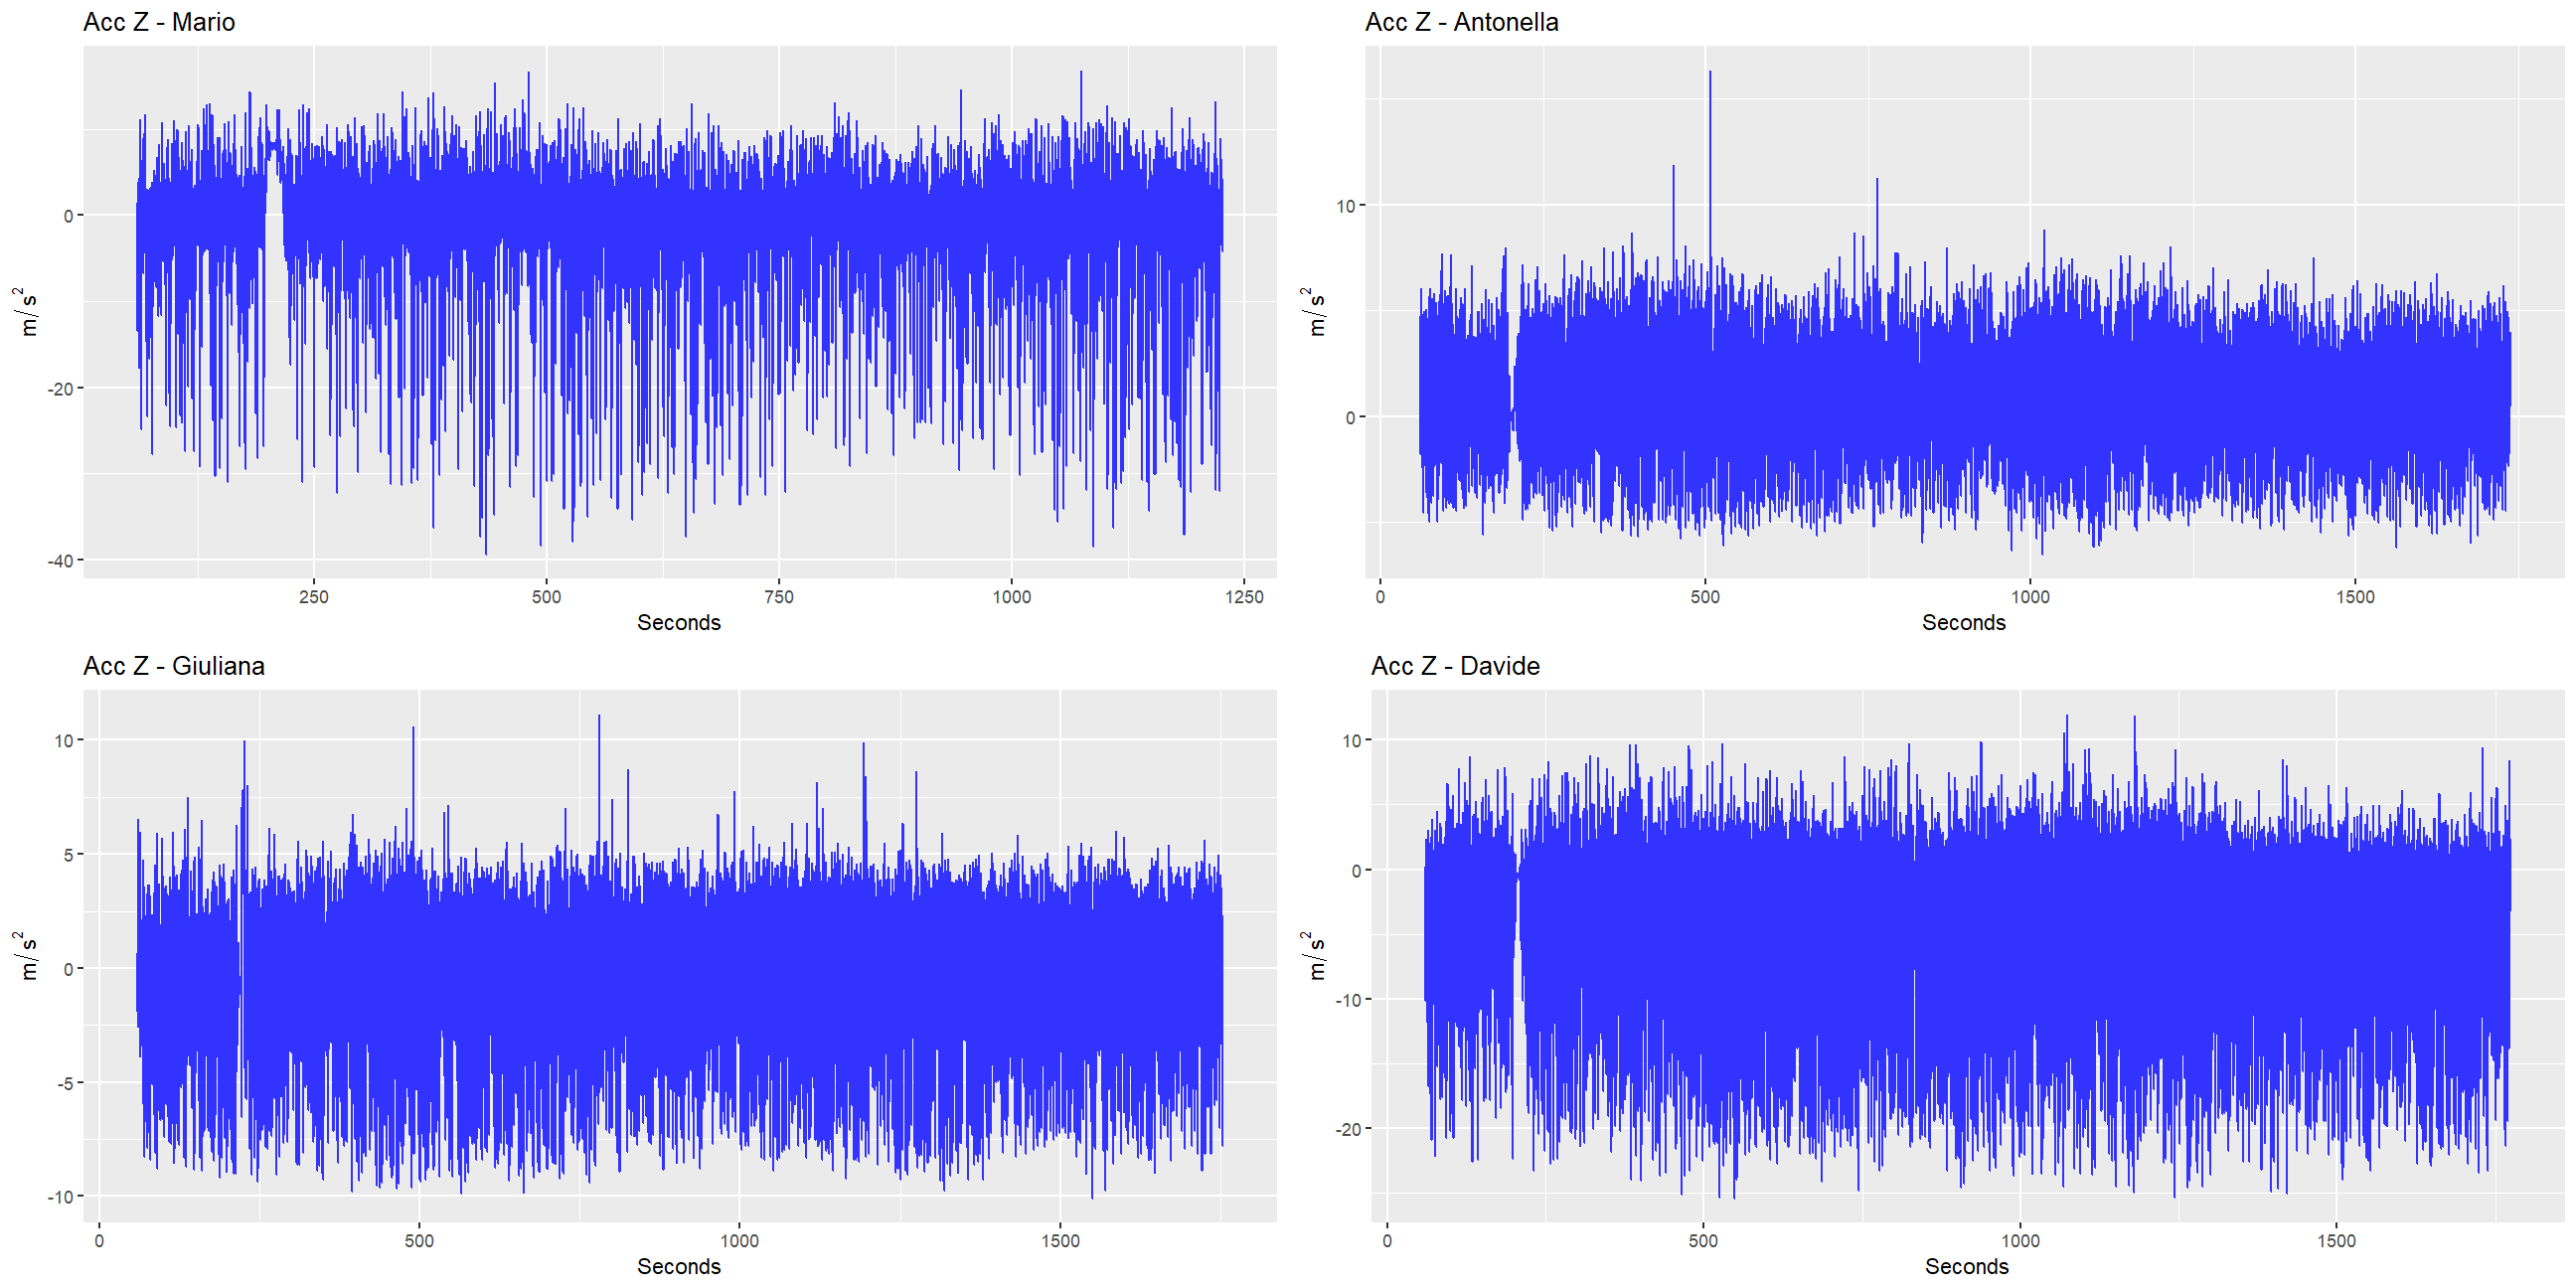 Acc Z - Mario
0
-20
-40
250 500 750 1000 1250
Seconds
m/s²
Acc Z - Antonella
10
0
0 500 1000 1500
Seconds
m/s²
Acc Z - Giuliana
10
5
0
-5
-10
0 500 1000 1500
Seconds
m/s²
Acc Z - Davide
10
0
-10
-20
0 500 1000 1500
Seconds
m/s²